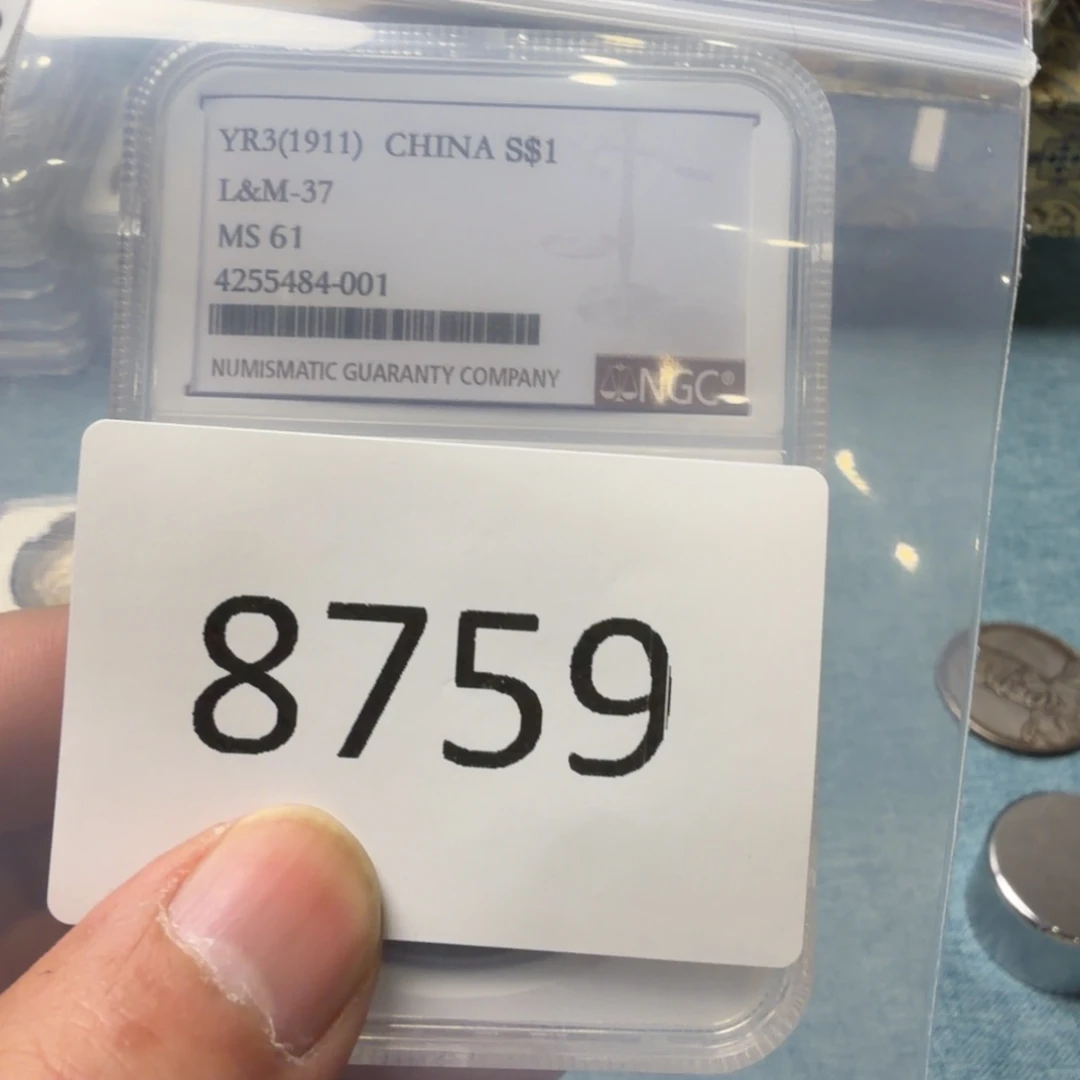 YR3(1911) CHINA S$1
L&M-37
MS 61
4255484-001
NUMISMATIC GUARANTY COMPANY
NGC®
8759